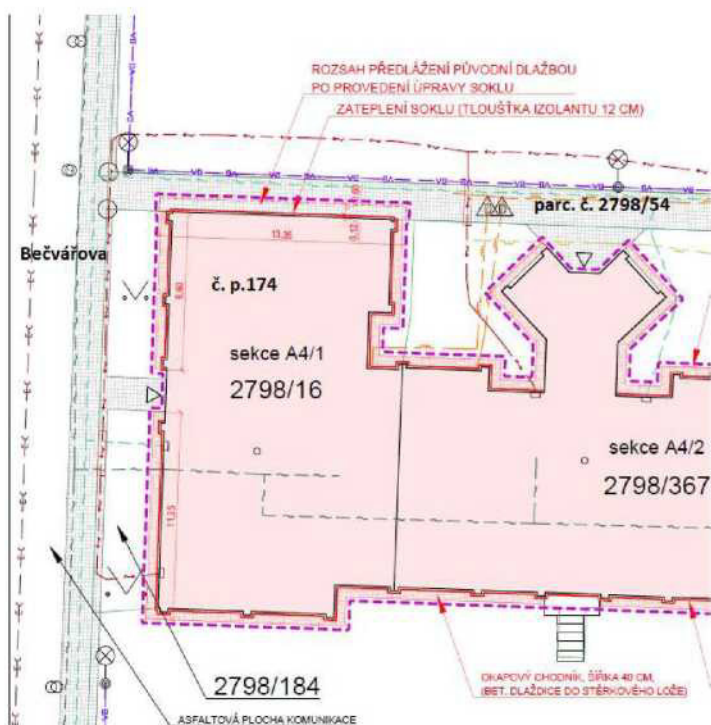 ROZSAH PŘEDLÁŽENÍ PŮVODNÍ DLAŽBOU
PO PROVEDENÍ ÚPRAVY SOKLU
ZATEPLENÍ SOKLU (TLOUŠŤKA IZOLANTU 12 CM)
parc. č. 2798/54
Bečvářova
č. p.174
sekce A4/1
2798/16
sekce A4/2
2798/367
11,25
2798/184
OKAPOVÝ CHODNÍK, ŠÍŘKA 40 CM,
(BET. DLAŽDICE DO ŠTĚRKOVÉHO LOŽE)
ASFALTOVÁ PLOCHA KOMUNIKACE